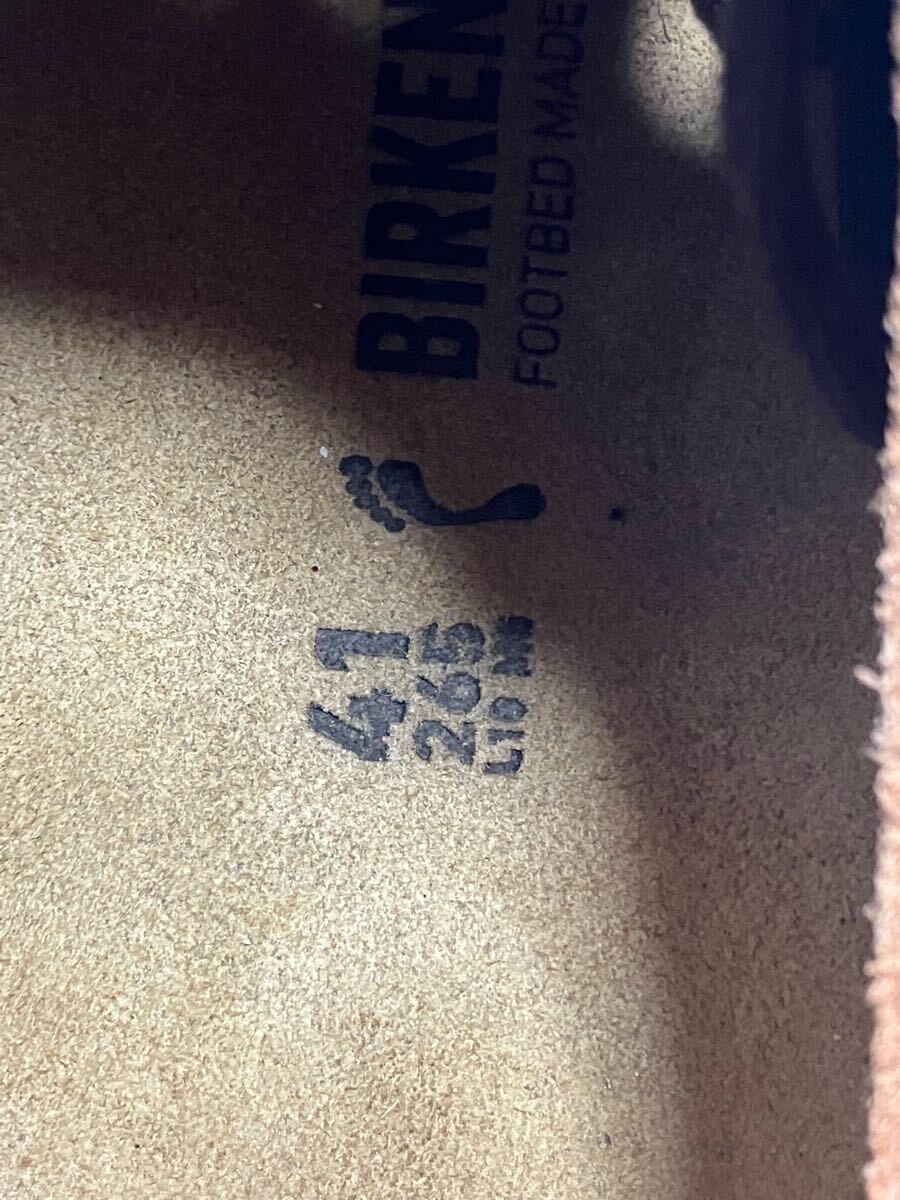 BIRKEN
FOOTBED MADE
41
265
L10 M8